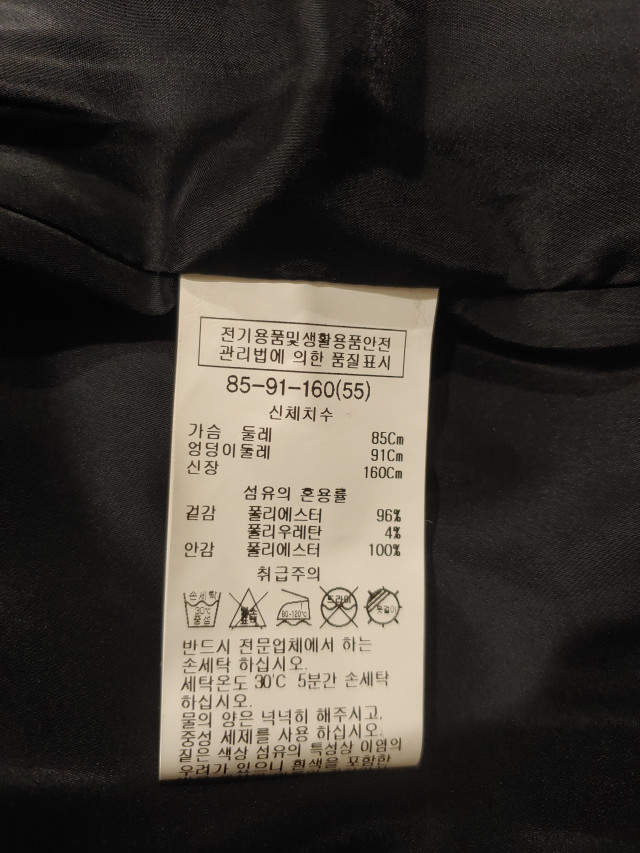 전기용품및생활용품안전
관리법에 의한 품질표시
85-91-160(55)
신체치수
가슴 둘레 85Cm
엉덩이둘레 91Cm
신장 160Cm
섬유의 혼용률
겉감 폴리에스터 96%
폴리우레탄 4%
안감 폴리에스터 100%
취급주의
손세탁 드라이 옷걸이
30℃ 80-120℃
중성
반드시 전문업체에서 하는
손세탁 하십시오.
세탁온도 30℃ 5분간 손세탁
하십시오.
물의 양은 넉넉히 해주시고,
중성 세제를 사용 하십시오.
짙은 색상 섬유의 특성상 이염의
우려가 있으니 흰색을 포함한